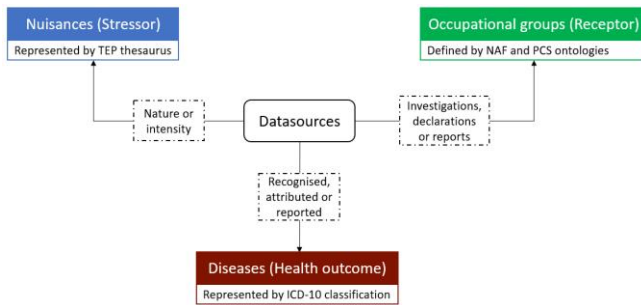 Nuisances (Stressor)
Represented by TEP thesaurus
Occupational groups (Receptor)
Defined by NAF and PCS ontologies
Nature or
intensity
Datasources
Investigations,
declarations
or reports
Recognised,
attributed or
reported
Diseases (Health outcome)
Represented by ICD-10 classification